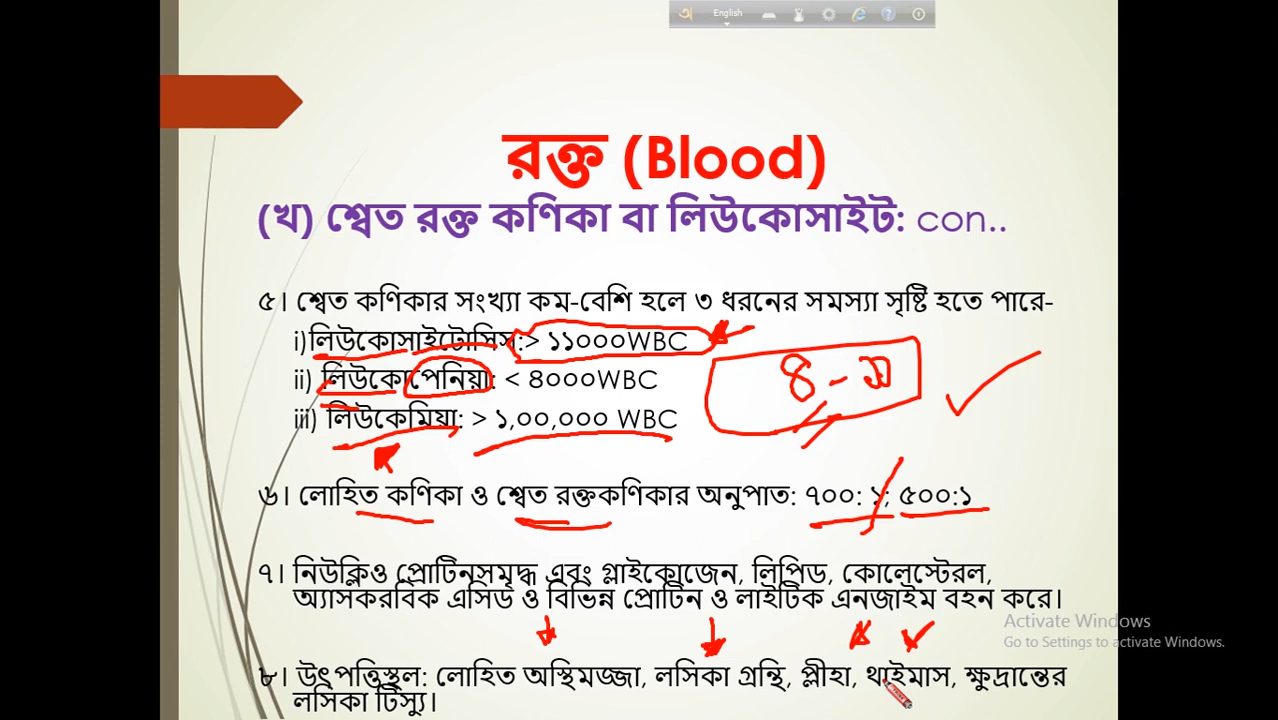 English
রক্ত (Blood)
(খ) শ্বেত রক্ত কণিকা বা লিউকোসাইট: con..
৫। শ্বেত কণিকার সংখ্যা কম-বেশি হলে ৩ ধরনের সমস্যা সৃষ্টি হতে পারে-
i)লিউকোসাইটোসিস:> ১১০০০WBC
ii) লিউকোপেনিয়া: < ৪০০০WBC
iii) লিউকেমিয়া: > ১,০০,০০০ WBC
৬। লোহিত কণিকা ও শ্বেত রক্তকণিকার অনুপাত: ৭০০: ১; ৫০০:১
৭। নিউক্লিও প্রোটিনসমৃদ্ধ এবং গ্লাইকোজেন, লিপিড, কোলেস্টেরল,
অ্যাসকরবিক এসিড ও বিভিন্ন প্রোটিন ও লাইটিক এনজাইম বহন করে।
Activate Windows
Go to Settings to activate Windows.
৮। উৎপত্তিস্থল: লোহিত অস্থিমজ্জা, লসিকা গ্রন্থি, প্লীহা, থাইমাস, ক্ষুদ্রান্তের
লসিকা টিস্যু।